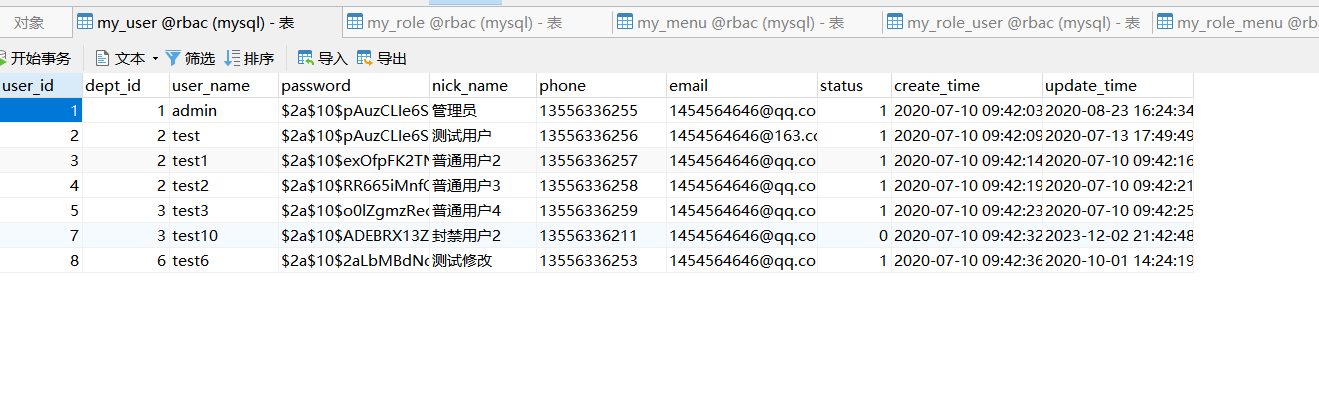 对象 my_user @rbac (mysql) - 表 my_role @rbac (mysql) - 表 my_menu @rbac (mysql) - 表 my_role_user @rbac (mysql) - 表 my_role_menu @rba
开始事务 文本 筛选 排序 导入 导出
user_id dept_id user_name password nick_name phone email status create_time update_time
1 1 admin $2a$10$pAuzCLIe6S 管理员 13556336255 1454564646@qq.co 1 2020-07-10 09:42:03 2020-08-23 16:24:34
2 2 test $2a$10$pAuzCLIe6S 测试用户 13556336256 1454564646@163.cc 1 2020-07-10 09:42:09 2020-07-13 17:49:49
3 2 test1 $2a$10$exOfpFK2TN 普通用户2 13556336257 1454564646@qq.co 1 2020-07-10 09:42:14 2020-07-10 09:42:16
4 2 test2 $2a$10$RR665iMnfC 普通用户3 13556336258 1454564646@qq.co 1 2020-07-10 09:42:19 2020-07-10 09:42:21
5 3 test3 $2a$10$o0lZgmzRec 普通用户4 13556336259 1454564646@qq.co 1 2020-07-10 09:42:23 2020-07-10 09:42:25
7 3 test10 $2a$10$ADEBRX13Z 封禁用户2 13556336211 1454564646@qq.co 0 2020-07-10 09:42:32 2023-12-02 21:42:48
8 6 test6 $2a$10$2aLbMBdNc 测试修改 13556336253 1454564646@qq.co 1 2020-07-10 09:42:36 2020-10-01 14:24:19